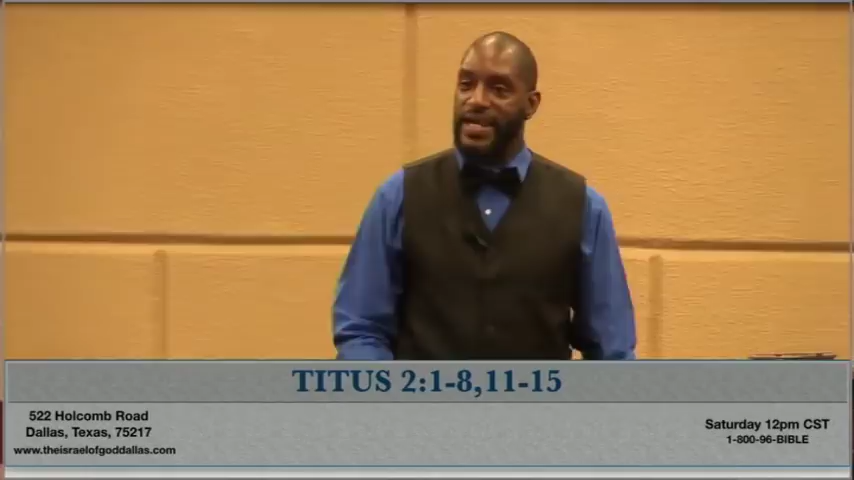 TITUS 2:1-8,11-15
522 Holcomb Road
Dallas, Texas, 75217
www.theisraelofgoddallas.com
Saturday 12pm CST
1-800-96-BIBLE